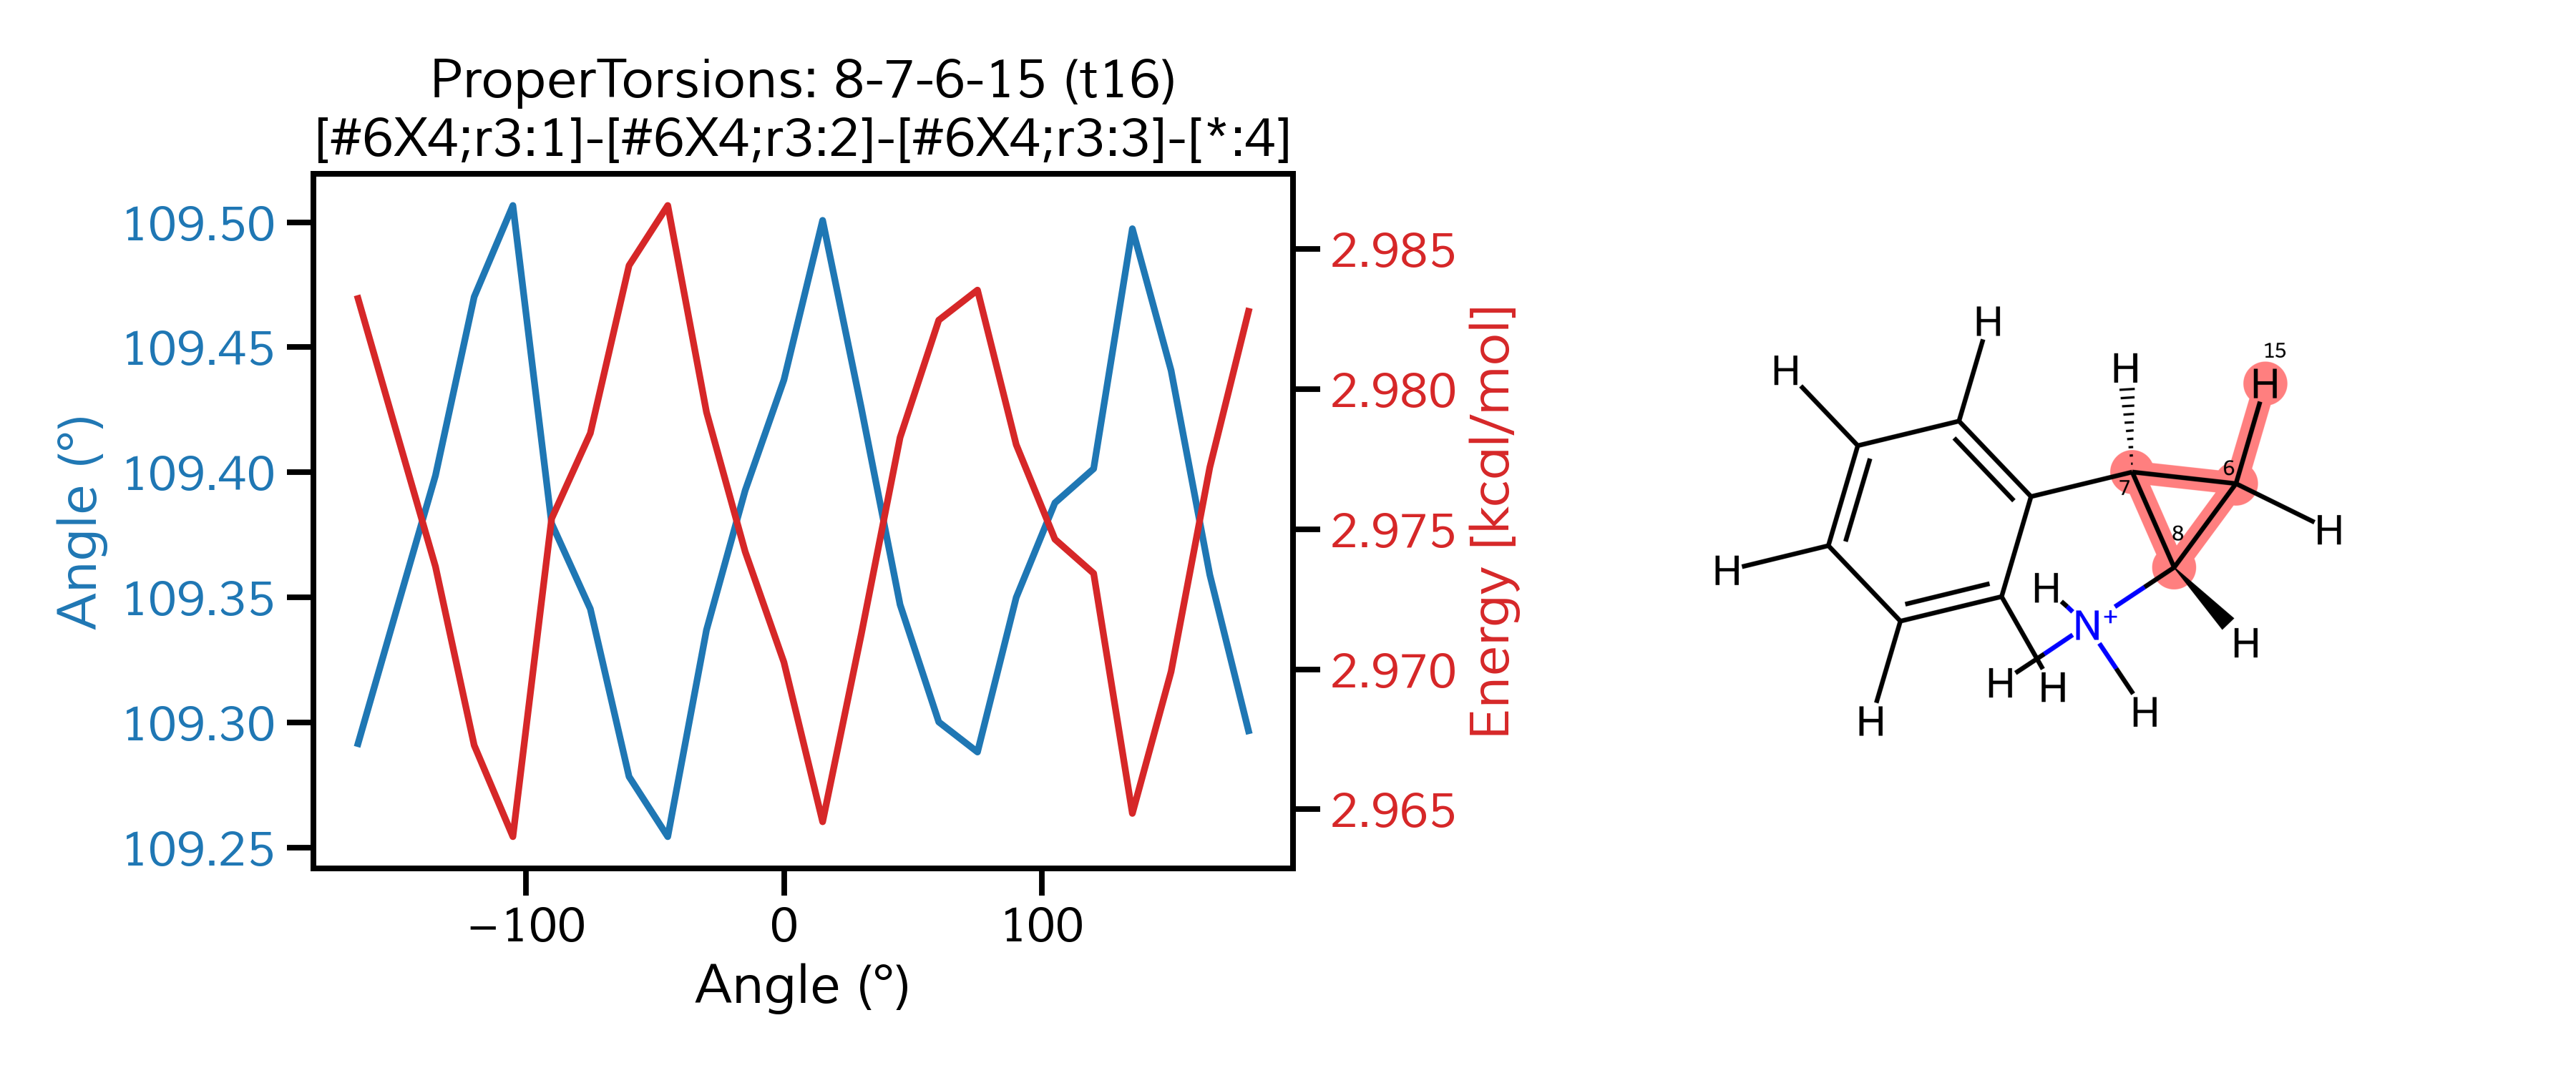 ProperTorsions: 8-7-6-15 (t16)
[#6X4;r3:1]-[#6X4;r3:2]-[#6X4;r3:3]-[*:4]
109.50
109.45
109.40
109.35
109.30
109.25
Angle (°)
−100
0
100
Angle (°)
2.985
2.980
2.975
2.970
2.965
Energy [kcal/mol]
H
15
H
H
H
6
7
8
H
H
H
N+
H
H
H
H
H